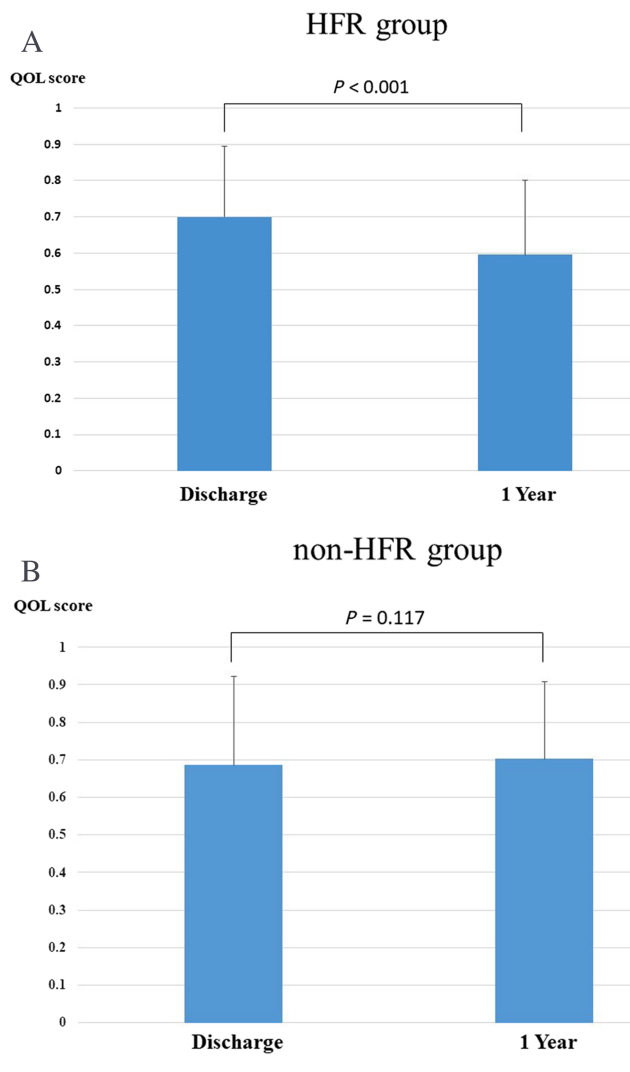 HFR group
A
QOL score
P < 0.001
1
0.9
0.8
0.7
0.6
0.5
0.4
0.3
0.2
0.1
0
Discharge 1 Year
non-HFR group
B
QOL score
P = 0.117
1
0.9
0.8
0.7
0.6
0.5
0.4
0.3
0.2
0.1
0
Discharge 1 Year